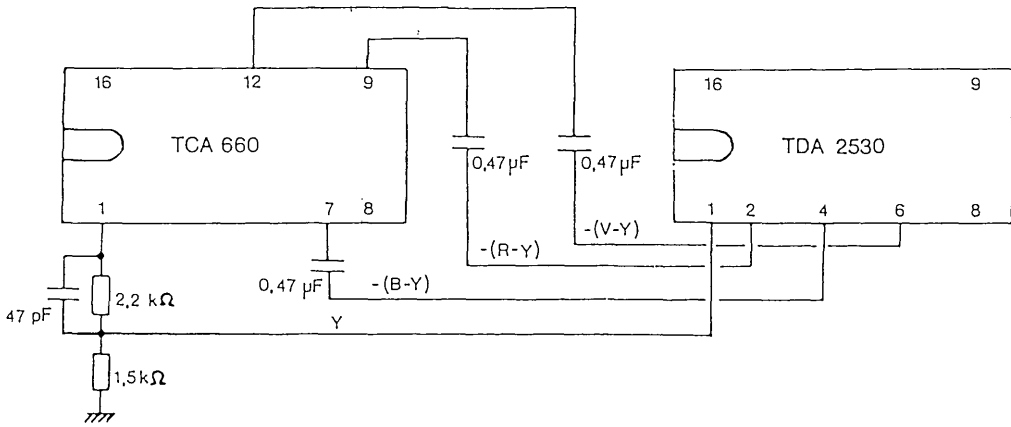 16 12 9 16 9
TCA 660 TDA 2530
0,47 µF 0,47 µF
1 7 8 1 2 4 6 8
-(V-Y)
-(R-Y)
0,47 µF -(B-Y)
2,2 kΩ
47 pF
Y
1,5 kΩ